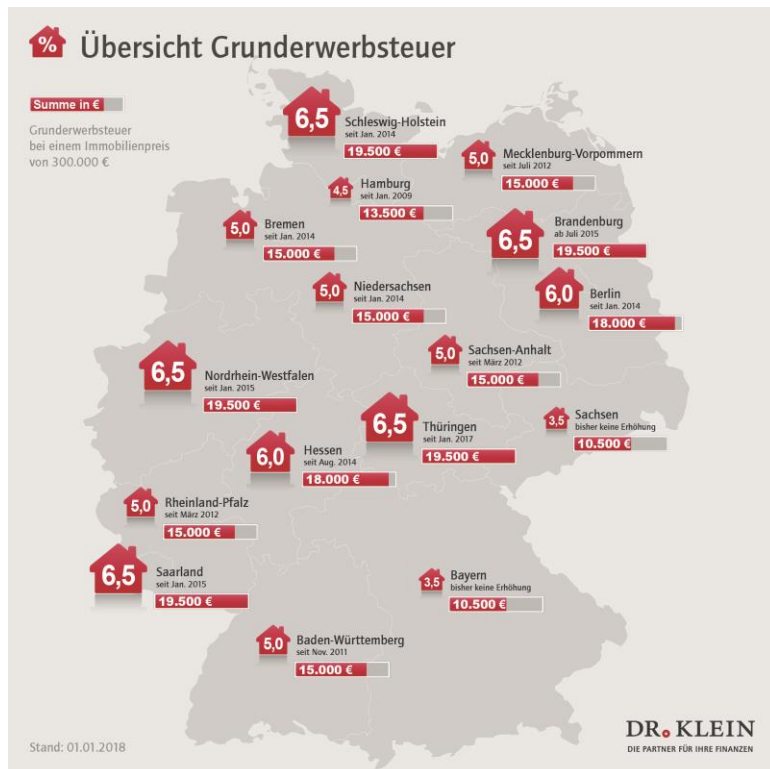 % Übersicht Grunderwerbsteuer
Summe in €
Grunderwerbsteuer
bei einem Immobilienpreis
von 300.000 €
6,5
Schleswig-Holstein
seit Jan. 2014
19.500 €
5,0
Mecklenburg-Vorpommern
seit Juli 2012
15.000 €
4,5
Hamburg
seit Jan. 2009
13.500 €
5,0
Bremen
seit Jan. 2014
15.000 €
6,5
Brandenburg
ab Juli 2015
19.500 €
5,0
Niedersachsen
seit Jan. 2014
15.000 €
6,0
Berlin
seit Jan. 2014
18.000 €
5,0
Sachsen-Anhalt
seit März 2012
15.000 €
6,5
Nordrhein-Westfalen
seit Jan. 2015
19.500 €
6,5
Thüringen
seit Jan. 2017
19.500 €
3,5
Sachsen
bisher keine Erhöhung
10.500 €
6,0
Hessen
seit Aug. 2014
18.000 €
5,0
Rheinland-Pfalz
seit März 2012
15.000 €
6,5
Saarland
seit Jan. 2015
19.500 €
3,5
Bayern
bisher keine Erhöhung
10.500 €
5,0
Baden-Württemberg
seit Nov. 2011
15.000 €
Stand: 01.01.2018
DR. KLEIN
DIE PARTNER FÜR IHRE FINANZEN